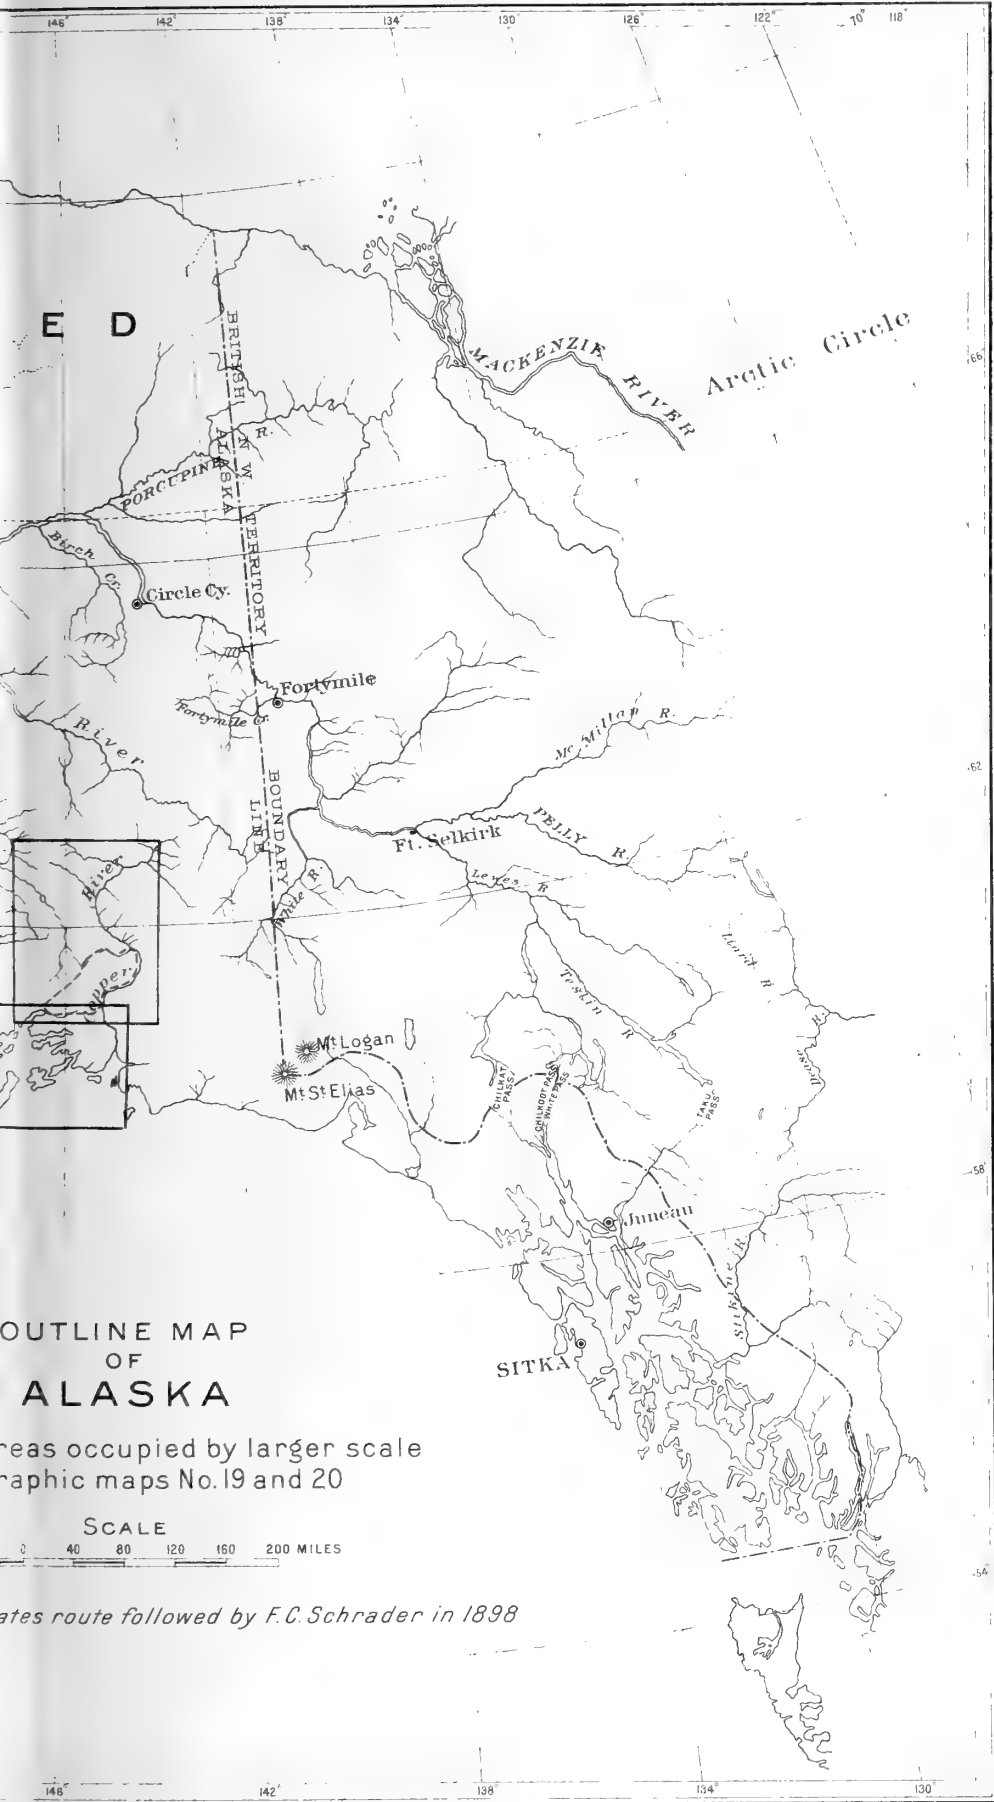 146° 142° 138° 134° 130° 126° 122° 70° 118°
E D
MACKENZIE RIVER
Arctic Circle
66
BRITISH N W TERRITORY
ALASKA
PORCUPINE R.
Birch Cr.
Circle Cy.
Fortymile
Fortymile Cr.
River
Mc Millan R.
62
BOUNDARY LINE
PELLY R.
Ft. Selkirk
Lewes R
White R.
River
Copper
Liard R.
Teslin R
Dease R.
Mt Logan
Mt St Elias
CHILKAT PASS
CHILKOOT PASS
WHITE PASS
TAKU PASS
58°
Juneau
Stikine R.
SITKA
OUTLINE MAP
OF
ALASKA
reas occupied by larger scale
raphic maps No. 19 and 20
SCALE
0 40 80 120 160 200 MILES
54°
ates route followed by F.C. Schrader in 1898
146° 142° 138° 134° 130°